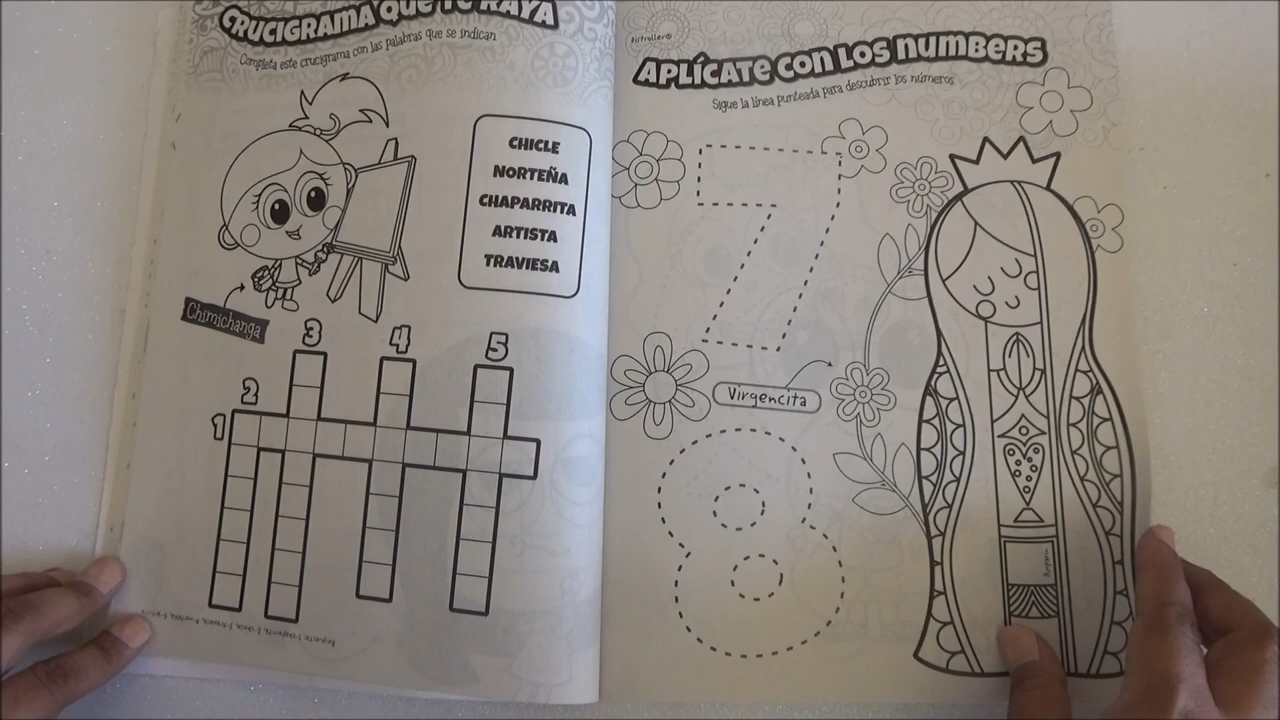 CRUCIGRAMA QUE TE RAYA
Completa este crucigrama con las palabras que se indican
CHICLE
NORTEÑA
CHAPARRITA
ARTISTA
TRAVIESA
Chimichanga
3
4
5
2
1
Distroller®
APLÍCATE CON LOS NUMBERS
Sigue la línea punteada para descubrir los números
7
Virgencita
8